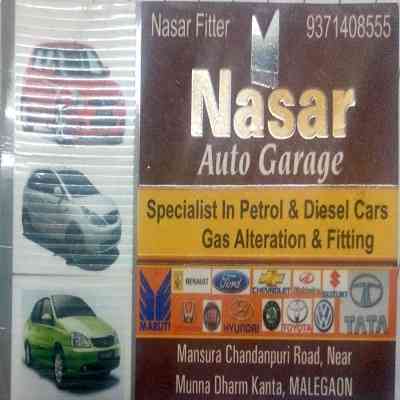 Nasar Fitter 9371408555
Nasar
Auto Garage
Specialist In Petrol & Diesel Cars
Gas Alteration & Fitting
MARUTI RENAULT Ford CHEVROLET Mahindra SUZUKI TATA
HYUNDAI TOYOTA
Mansura Chandanpuri Road, Near
Munna Dharm Kanta, MALEGAON